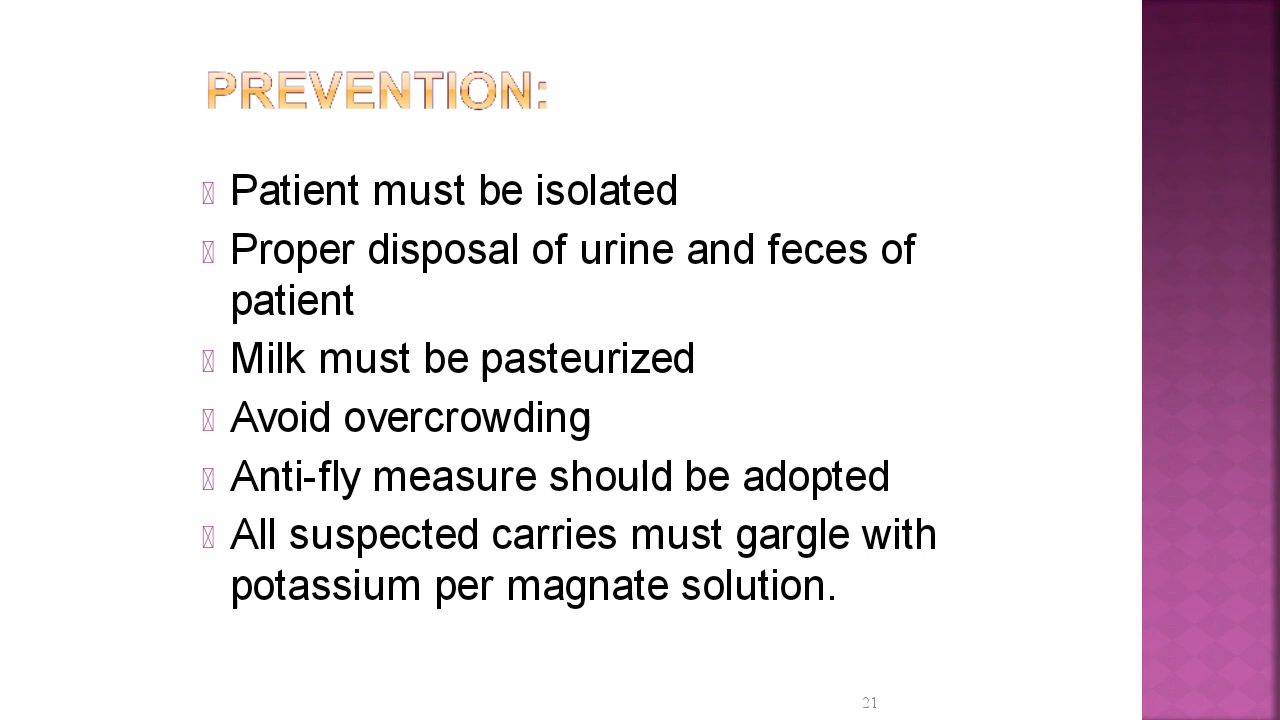 PREVENTION:
Patient must be isolated
Proper disposal of urine and feces of
patient
Milk must be pasteurized
Avoid overcrowding
Anti-fly measure should be adopted
All suspected carries must gargle with
potassium per magnate solution.
21